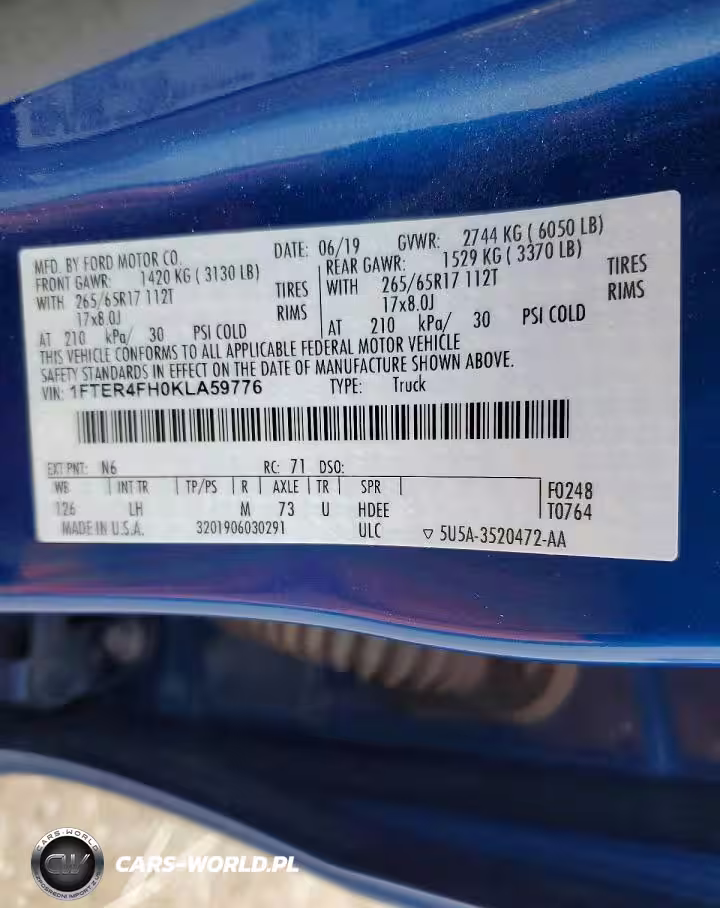 MFD. BY FORD MOTOR CO. DATE: 06/19 GVWR: 2744 KG ( 6050 LB)
FRONT GAWR: 1420 KG ( 3130 LB) REAR GAWR: 1529 KG ( 3370 LB)
WITH 265/65R17 112T TIRES WITH 265/65R17 112T TIRES
17x8.0J RIMS 17x8.0J RIMS
AT 210 kPa/ 30 PSI COLD AT 210 kPa/ 30 PSI COLD
THIS VEHICLE CONFORMS TO ALL APPLICABLE FEDERAL MOTOR VEHICLE
SAFETY STANDARDS IN EFFECT ON THE DATE OF MANUFACTURE SHOWN ABOVE.
VIN: 1FTER4FH0KLA59776 TYPE: Truck
EXT PNT: N6 RC: 71 DSO:
WB INT TR TP/PS R AXLE TR SPR F0248
126 LH M 73 U HDEE T0764
MADE IN U.S.A. 3201906030291 ULC ▽ 5U5A-3520472-AA
CARS-WORLD
CW
CARS-WORLD.PL